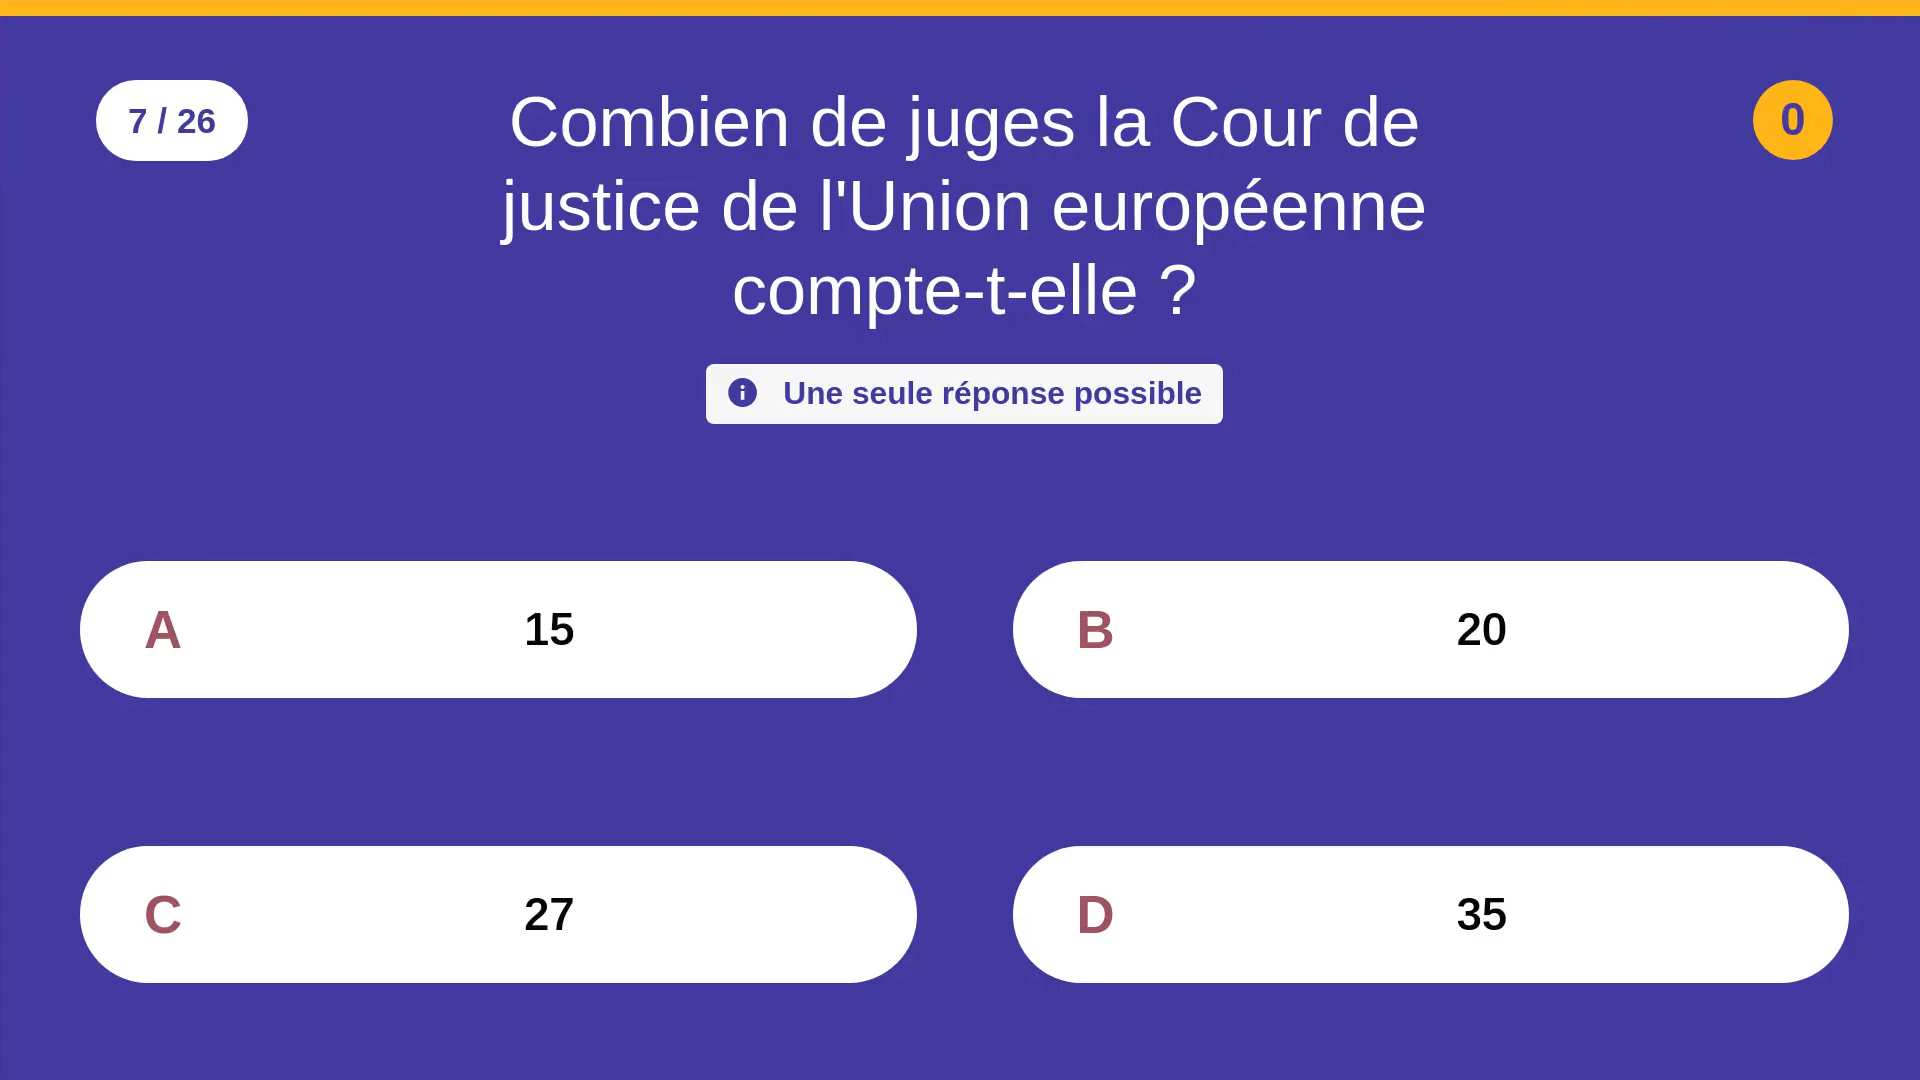 7 / 26
Combien de juges la Cour de
justice de l'Union européenne
compte-t-elle ?
0
Une seule réponse possible
A 15
B 20
C 27
D 35